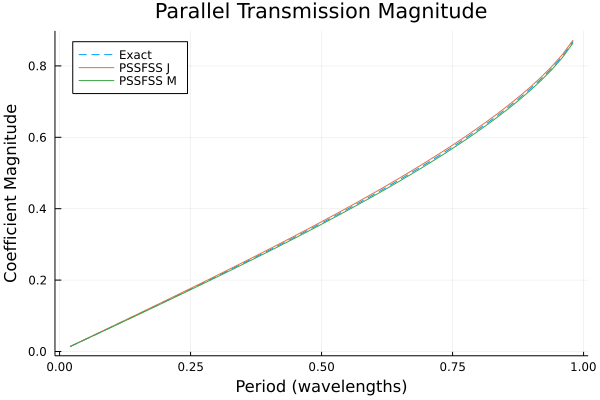 Parallel Transmission Magnitude
Exact
PSSFSS J
PSSFSS M
Coefficient Magnitude
0.8
0.6
0.4
0.2
0.0
0.00 0.25 0.50 0.75 1.00
Period (wavelengths)